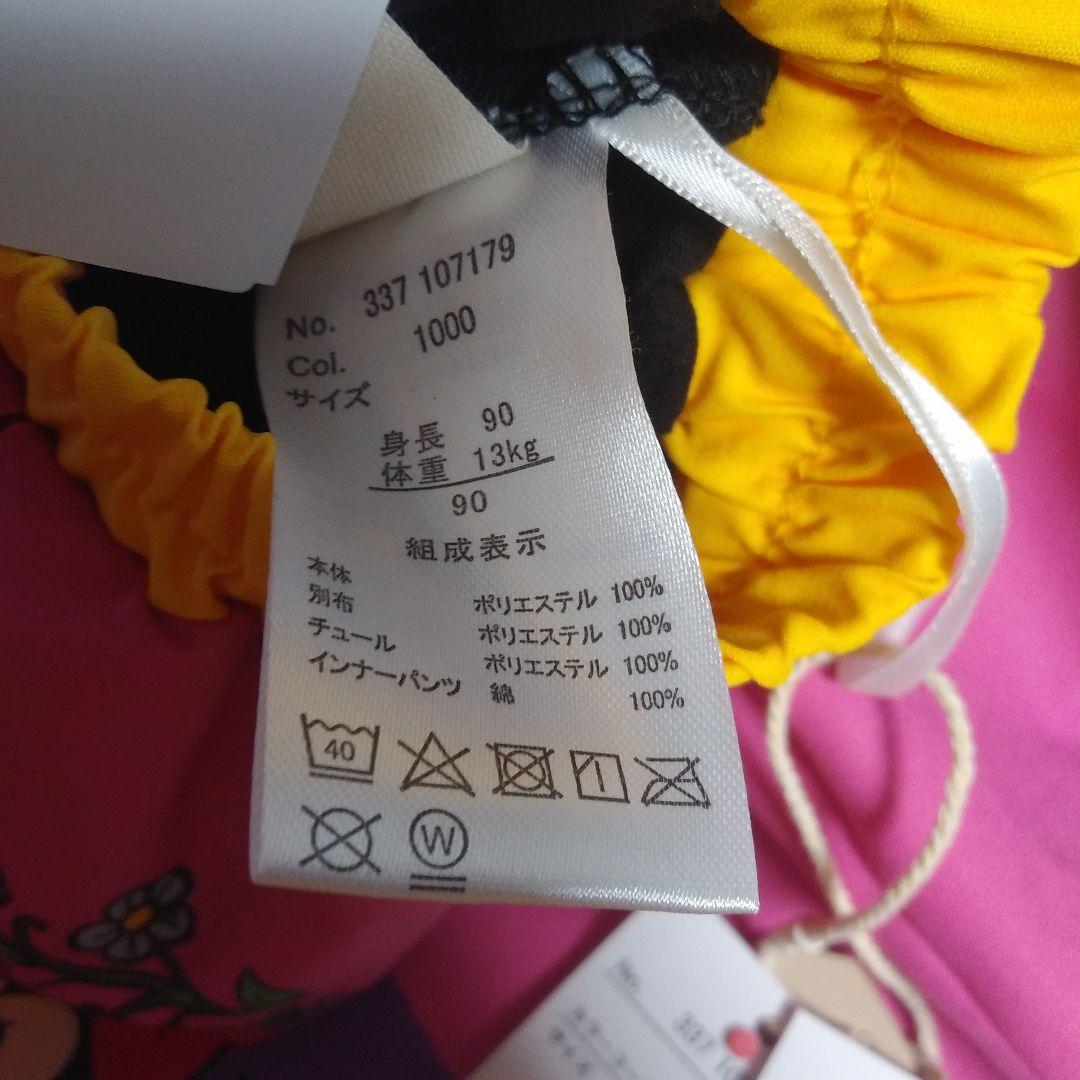 No. 337 107179
Col. 1000
サイズ
身長 90
体重 13kg
90
組成表示
本体 ポリエステル 100%
別布 ポリエステル 100%
チュール ポリエステル 100%
インナーパンツ 綿 100%
40
W
No. 337 10